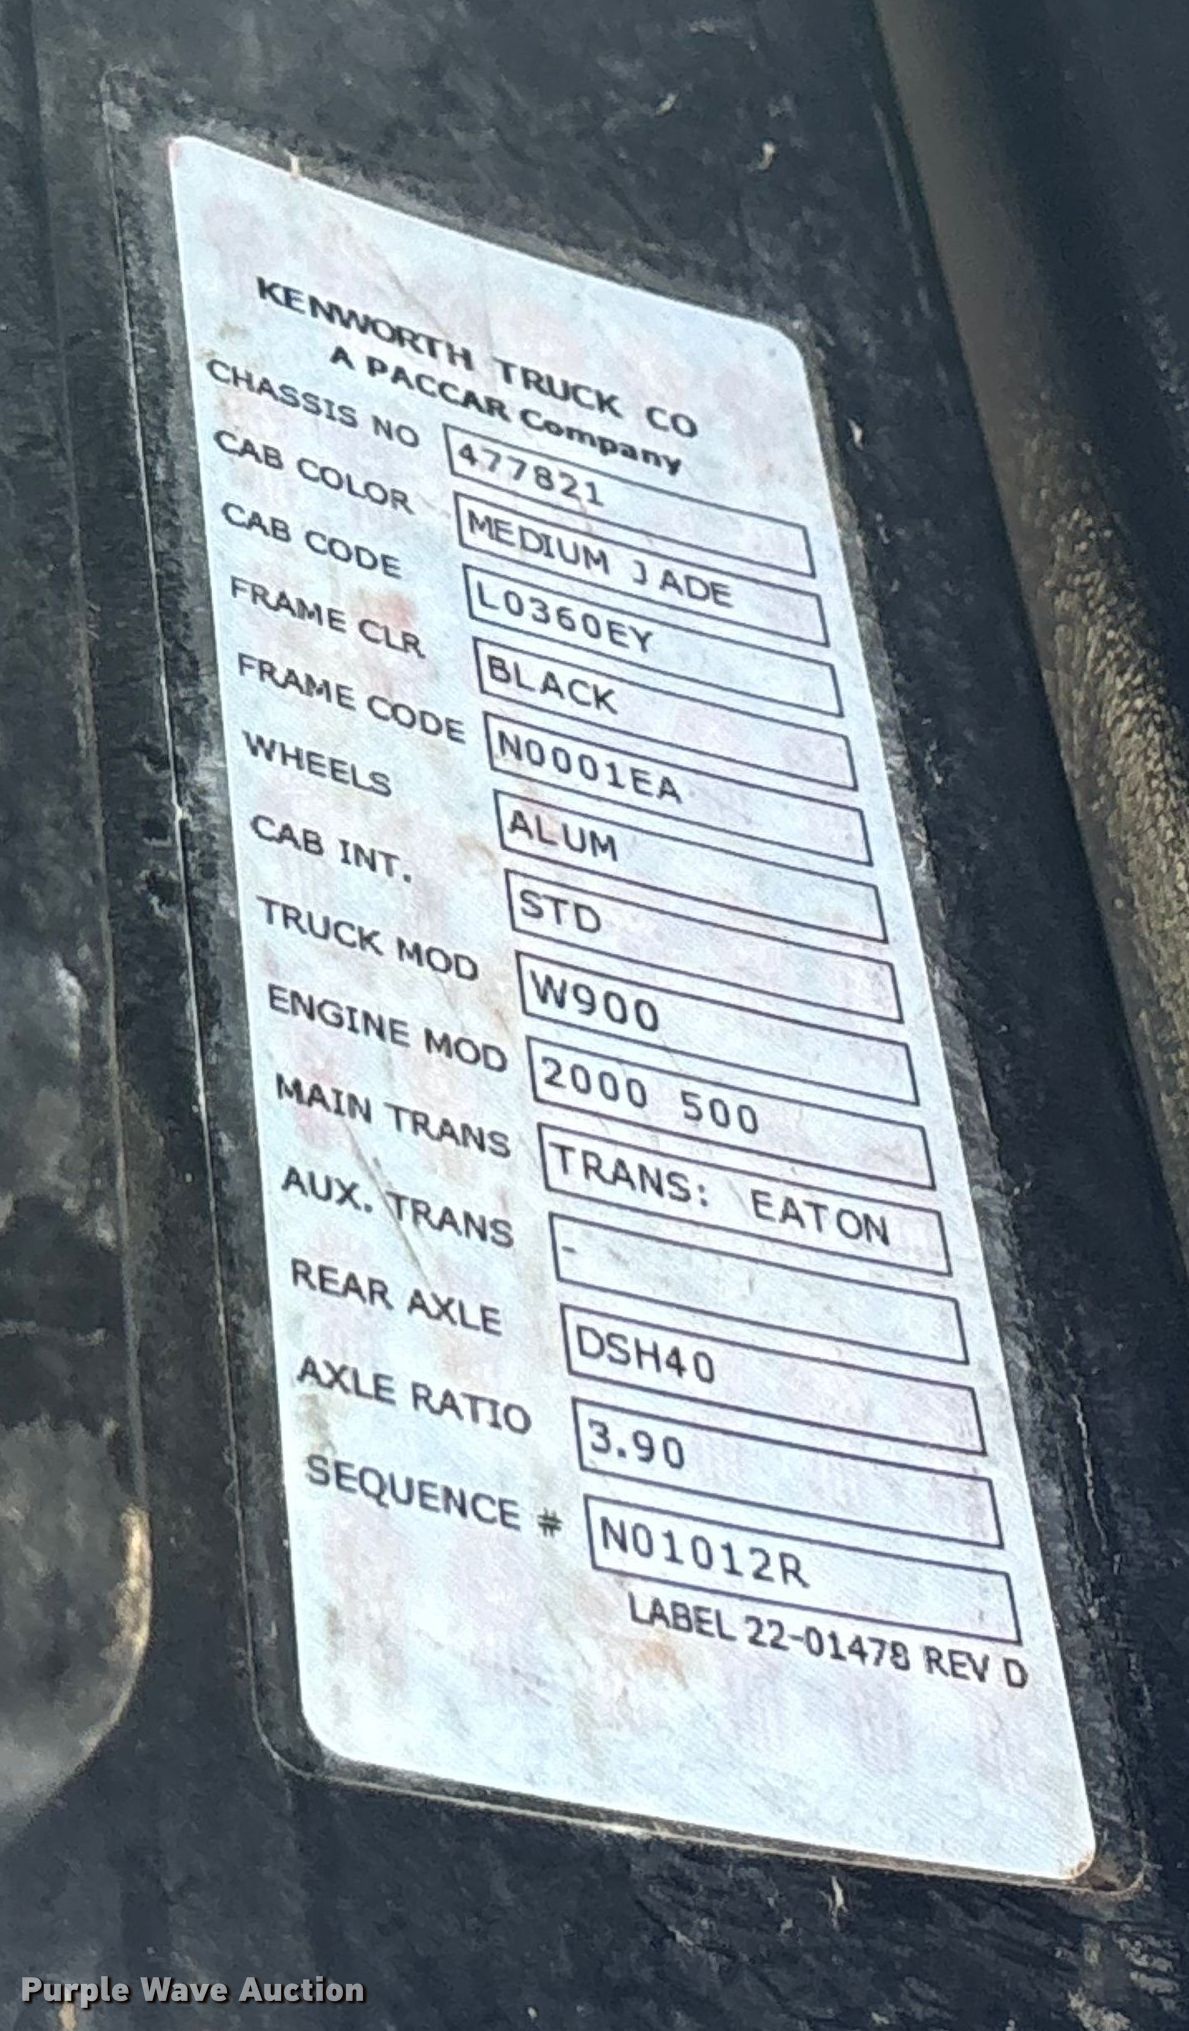 KENWORTH TRUCK CO
A PACCAR Company
CHASSIS NO 477821
CAB COLOR MEDIUM JADE
CAB CODE L0360EY
FRAME CLR BLACK
FRAME CODE N0001EA
WHEELS ALUM
CAB INT. STD
TRUCK MOD W900
ENGINE MOD 2000 500
MAIN TRANS TRANS: EATON
AUX. TRANS -
REAR AXLE DSH40
AXLE RATIO 3.90
SEQUENCE # N01012R
LABEL 22-01478 REV D
Purple Wave Auction